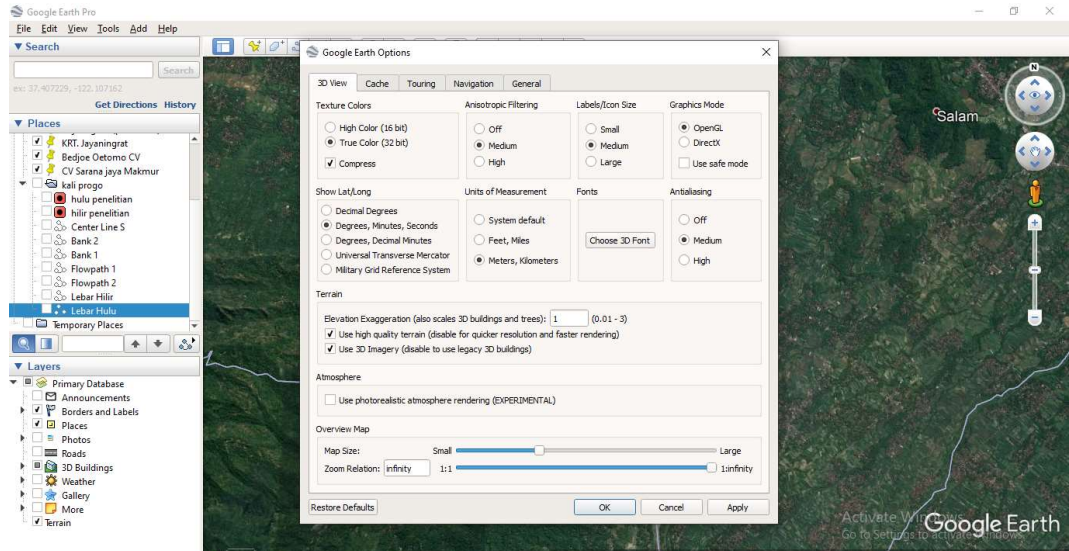 Google Earth Pro
File Edit View Tools Add Help
Search
Search
ex: 37.407229, -122.107162
Get Directions History
Places
KRT. Jayaningrat
Bedjoe Oetomo CV
CV Sarana jaya Makmur
kali progo
hulu penelitian
hilir penelitian
Center Line S
Bank 2
Bank 1
Flowpath 1
Flowpath 2
Lebar Hilir
Lebar Hulu
Temporary Places
Layers
Primary Database
Announcements
Borders and Labels
Places
Photos
Roads
3D Buildings
Weather
Gallery
More
Terrain
Google Earth Options
3D View Cache Touring Navigation General
Texture Colors
High Color (16 bit)
True Color (32 bit)
Compress
Anisotropic Filtering
Off
Medium
High
Labels/Icon Size
Small
Medium
Large
Graphics Mode
OpenGL
DirectX
Use safe mode
Show Lat/Long
Decimal Degrees
Degrees, Minutes, Seconds
Degrees, Decimal Minutes
Universal Transverse Mercator
Military Grid Reference System
Units of Measurement
System default
Feet, Miles
Meters, Kilometers
Fonts
Choose 3D Font
Antialiasing
Off
Medium
High
Terrain
Elevation Exaggeration (also scales 3D buildings and trees): 1 (0.01 - 3)
Use high quality terrain (disable for quicker resolution and faster rendering)
Use 3D Imagery (disable to use legacy 3D buildings)
Atmosphere
Use photorealistic atmosphere rendering (EXPERIMENTAL)
Overview Map
Map Size: Small Large
Zoom Relation: infinity 1:1 1:infinity
Restore Defaults OK Cancel Apply
Salam
N
Activate Windows
Go to Settings to activate Windows.
Google Earth